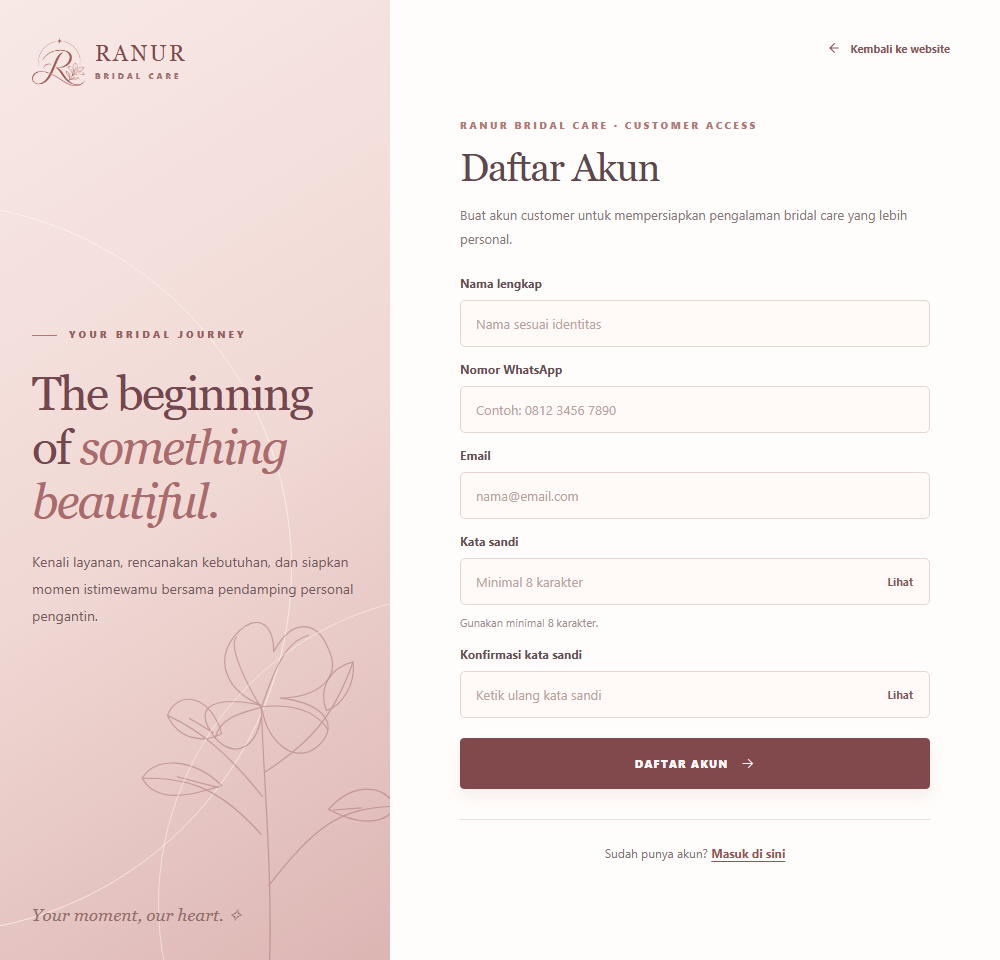 RANUR
BRIDAL CARE
YOUR BRIDAL JOURNEY
The beginning
of something
beautiful.
Kenali layanan, rencanakan kebutuhan, dan siapkan
momen istimewamu bersama pendamping personal
pengantin.
Your moment, our heart. ✧
← Kembali ke website
RANUR BRIDAL CARE · CUSTOMER ACCESS
Daftar Akun
Buat akun customer untuk mempersiapkan pengalaman bridal care yang lebih
personal.
Nama lengkap
Nama sesuai identitas
Nomor WhatsApp
Contoh: 0812 3456 7890
Email
nama@email.com
Kata sandi
Minimal 8 karakter
Lihat
Gunakan minimal 8 karakter.
Konfirmasi kata sandi
Ketik ulang kata sandi
Lihat
DAFTAR AKUN →
Sudah punya akun? Masuk di sini